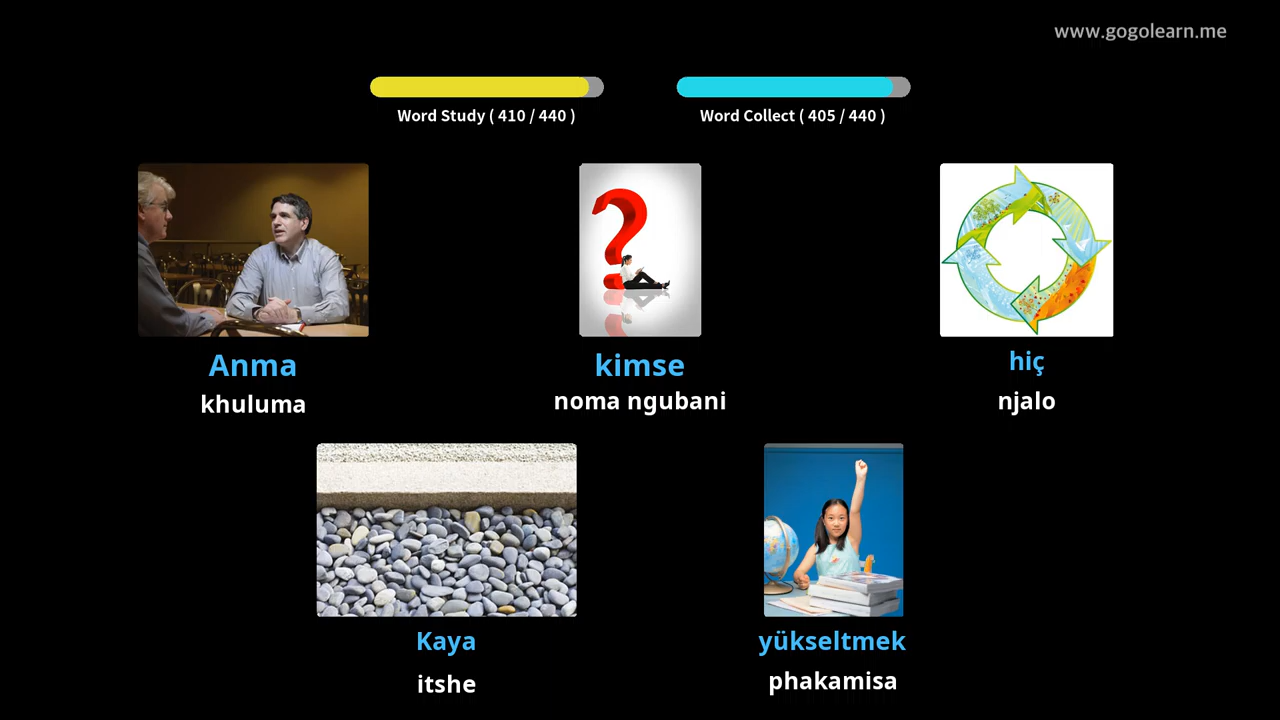 www.gogolearn.me
Word Study ( 410 / 440 )
Word Collect ( 405 / 440 )
Anma
khuluma
kimse
noma ngubani
hiç
njalo
Kaya
itshe
yükseltmek
phakamisa